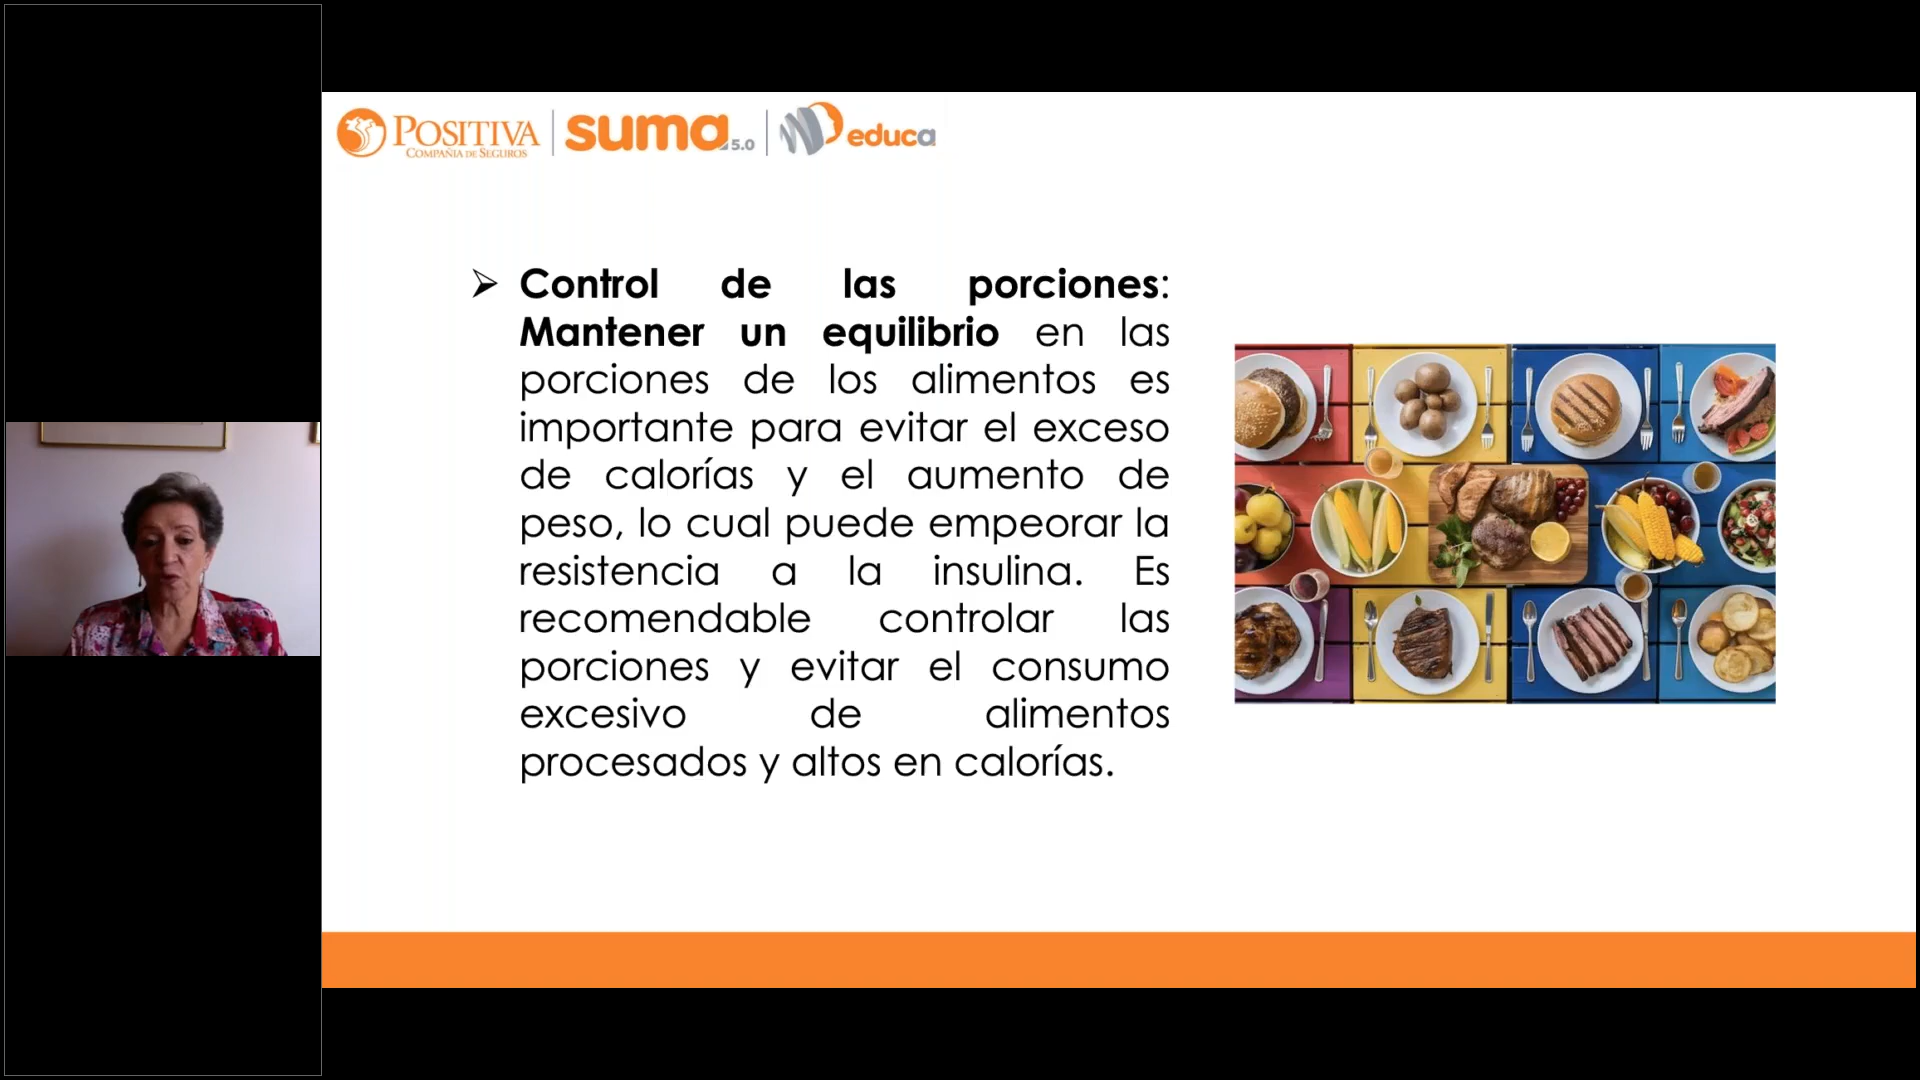 POSITIVA
COMPAÑIA DE SEGUROS
suma 5.0
educa
➢ Control de las porciones:
Mantener un equilibrio en las
porciones de los alimentos es
importante para evitar el exceso
de calorías y el aumento de
peso, lo cual puede empeorar la
resistencia a la insulina. Es
recomendable controlar las
porciones y evitar el consumo
excesivo de alimentos
procesados y altos en calorías.